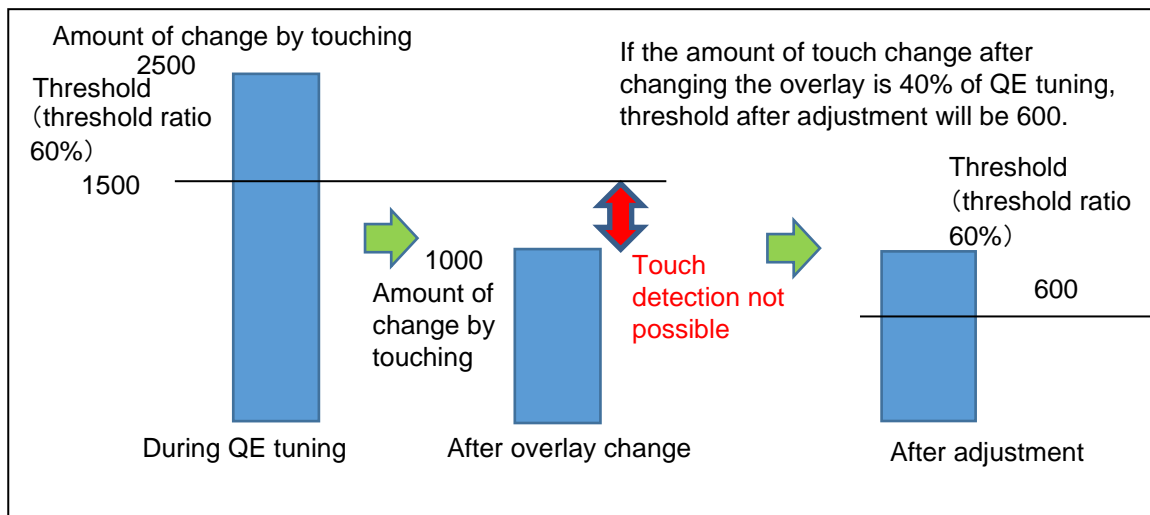 Amount of change by touching
2500
Threshold
（threshold ratio
60%）
1500
During QE tuning
1000
Amount of
change by
touching
After overlay change
Touch
detection not
possible
If the amount of touch change after
changing the overlay is 40% of QE tuning,
threshold after adjustment will be 600.
Threshold
（threshold ratio
60%）
600
After adjustment